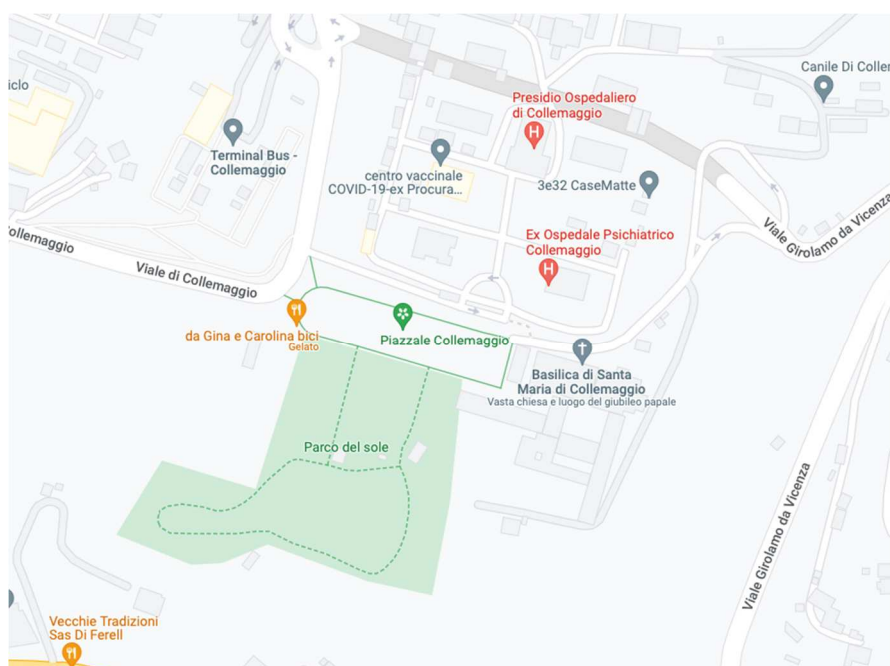 iclo
Canile Di Coller
Presidio Ospedaliero
di Collemaggio
Terminal Bus -
Collemaggio
centro vaccinale
COVID-19-ex Procura...
3e32 CaseMatte
Viale Girolamo da Vicenza
ollemaggio
Viale di Collemaggio
Ex Ospedale Psichiatrico
Collemaggio
da Gina e Carolina bici
Gelato
Piazzale Collemaggio
Basilica di Santa
Maria di Collemaggio
Vasta chiesa e luogo del giubileo papale
Parco del sole
Viale Girolamo da Vicenza
Vecchie Tradizioni
Sas Di Ferell